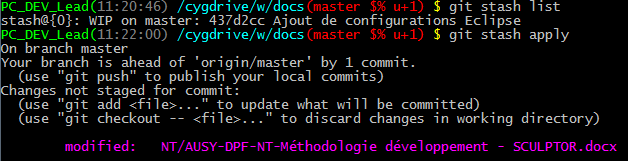 PC_DEV_Lead(11:20:46) /cygdrive/w/docs(master $% u+1) $ git stash list
stash@{0}: WIP on master: 437d2cc Ajout de configurations Eclipse
PC_DEV_Lead(11:22:00) /cygdrive/w/docs(master $% u+1) $ git stash apply
On branch master
Your branch is ahead of 'origin/master' by 1 commit.
  (use "git push" to publish your local commits)
Changes not staged for commit:
  (use "git add <file>..." to update what will be committed)
  (use "git checkout -- <file>..." to discard changes in working directory)
        modified:   NT/AUSY-DPF-NT-Méthodologie développement - SCULPTOR.docx